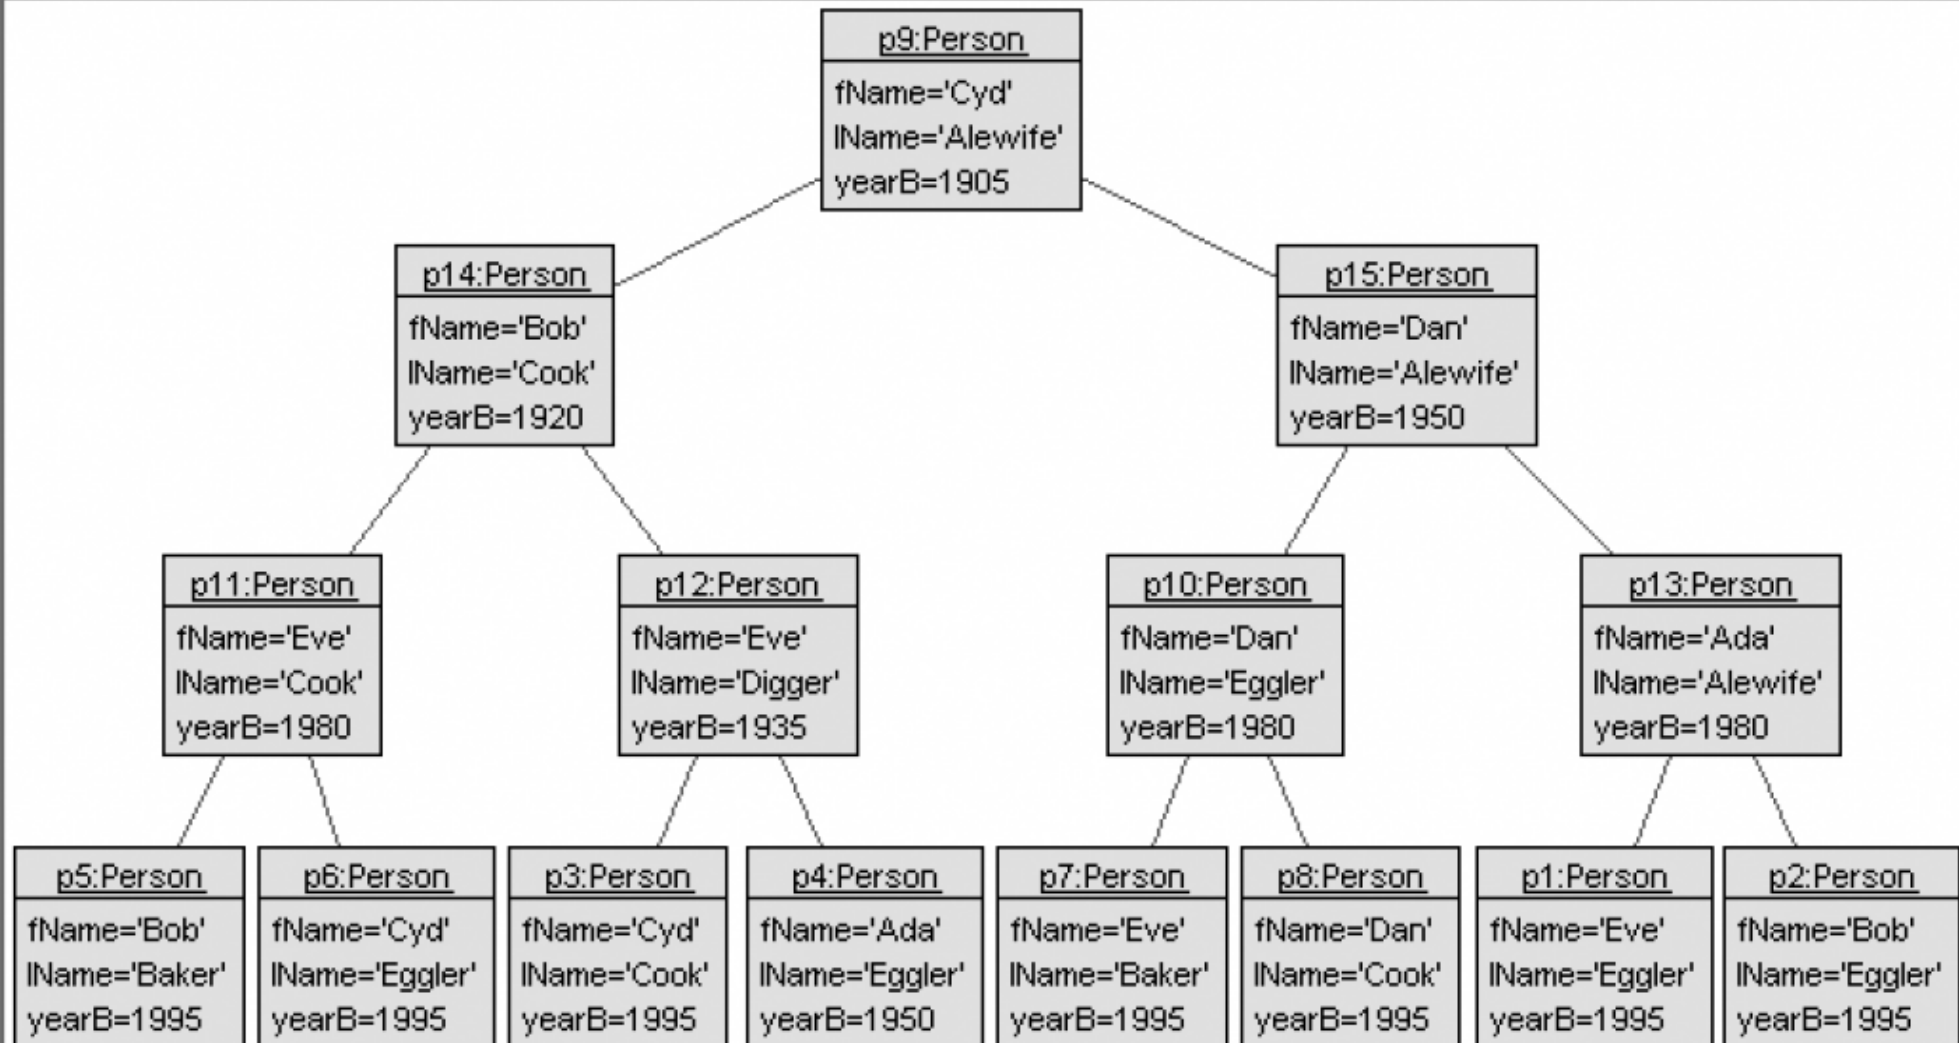 p9:Person
fName='Cyd'
lName='Alewife'
yearB=1905
p14:Person
fName='Bob'
lName='Cook'
yearB=1920
p15:Person
fName='Dan'
lName='Alewife'
yearB=1950
p11:Person
fName='Eve'
lName='Cook'
yearB=1980
p12:Person
fName='Eve'
lName='Digger'
yearB=1935
p10:Person
fName='Dan'
lName='Eggler'
yearB=1980
p13:Person
fName='Ada'
lName='Alewife'
yearB=1980
p5:Person
fName='Bob'
lName='Baker'
yearB=1995
p6:Person
fName='Cyd'
lName='Eggler'
yearB=1995
p3:Person
fName='Cyd'
lName='Cook'
yearB=1995
p4:Person
fName='Ada'
lName='Eggler'
yearB=1950
p7:Person
fName='Eve'
lName='Baker'
yearB=1995
p8:Person
fName='Dan'
lName='Cook'
yearB=1995
p1:Person
fName='Eve'
lName='Eggler'
yearB=1995
p2:Person
fName='Bob'
lName='Eggler'
yearB=1995